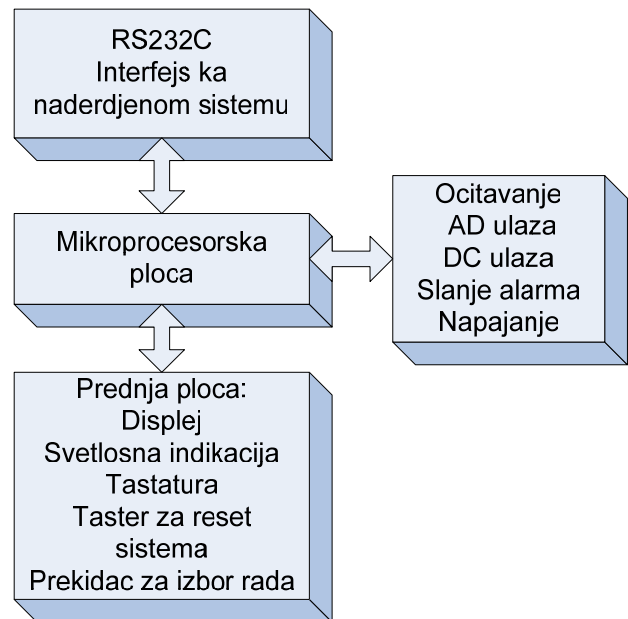 RS232C
Interfejs ka
naderdjenom sistemu
Mikroprocesorska
ploca
Ocitavanje
AD ulaza
DC ulaza
Slanje alarma
Napajanje
Prednja ploca:
Displej
Svetlosna indikacija
Tastatura
Taster za reset
sistema
Prekidac za izbor rada